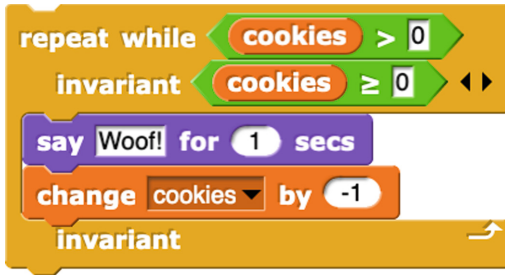 repeat while cookies > 0
invariant cookies ≥ 0
say Woof! for 1 secs
change cookies by -1
invariant